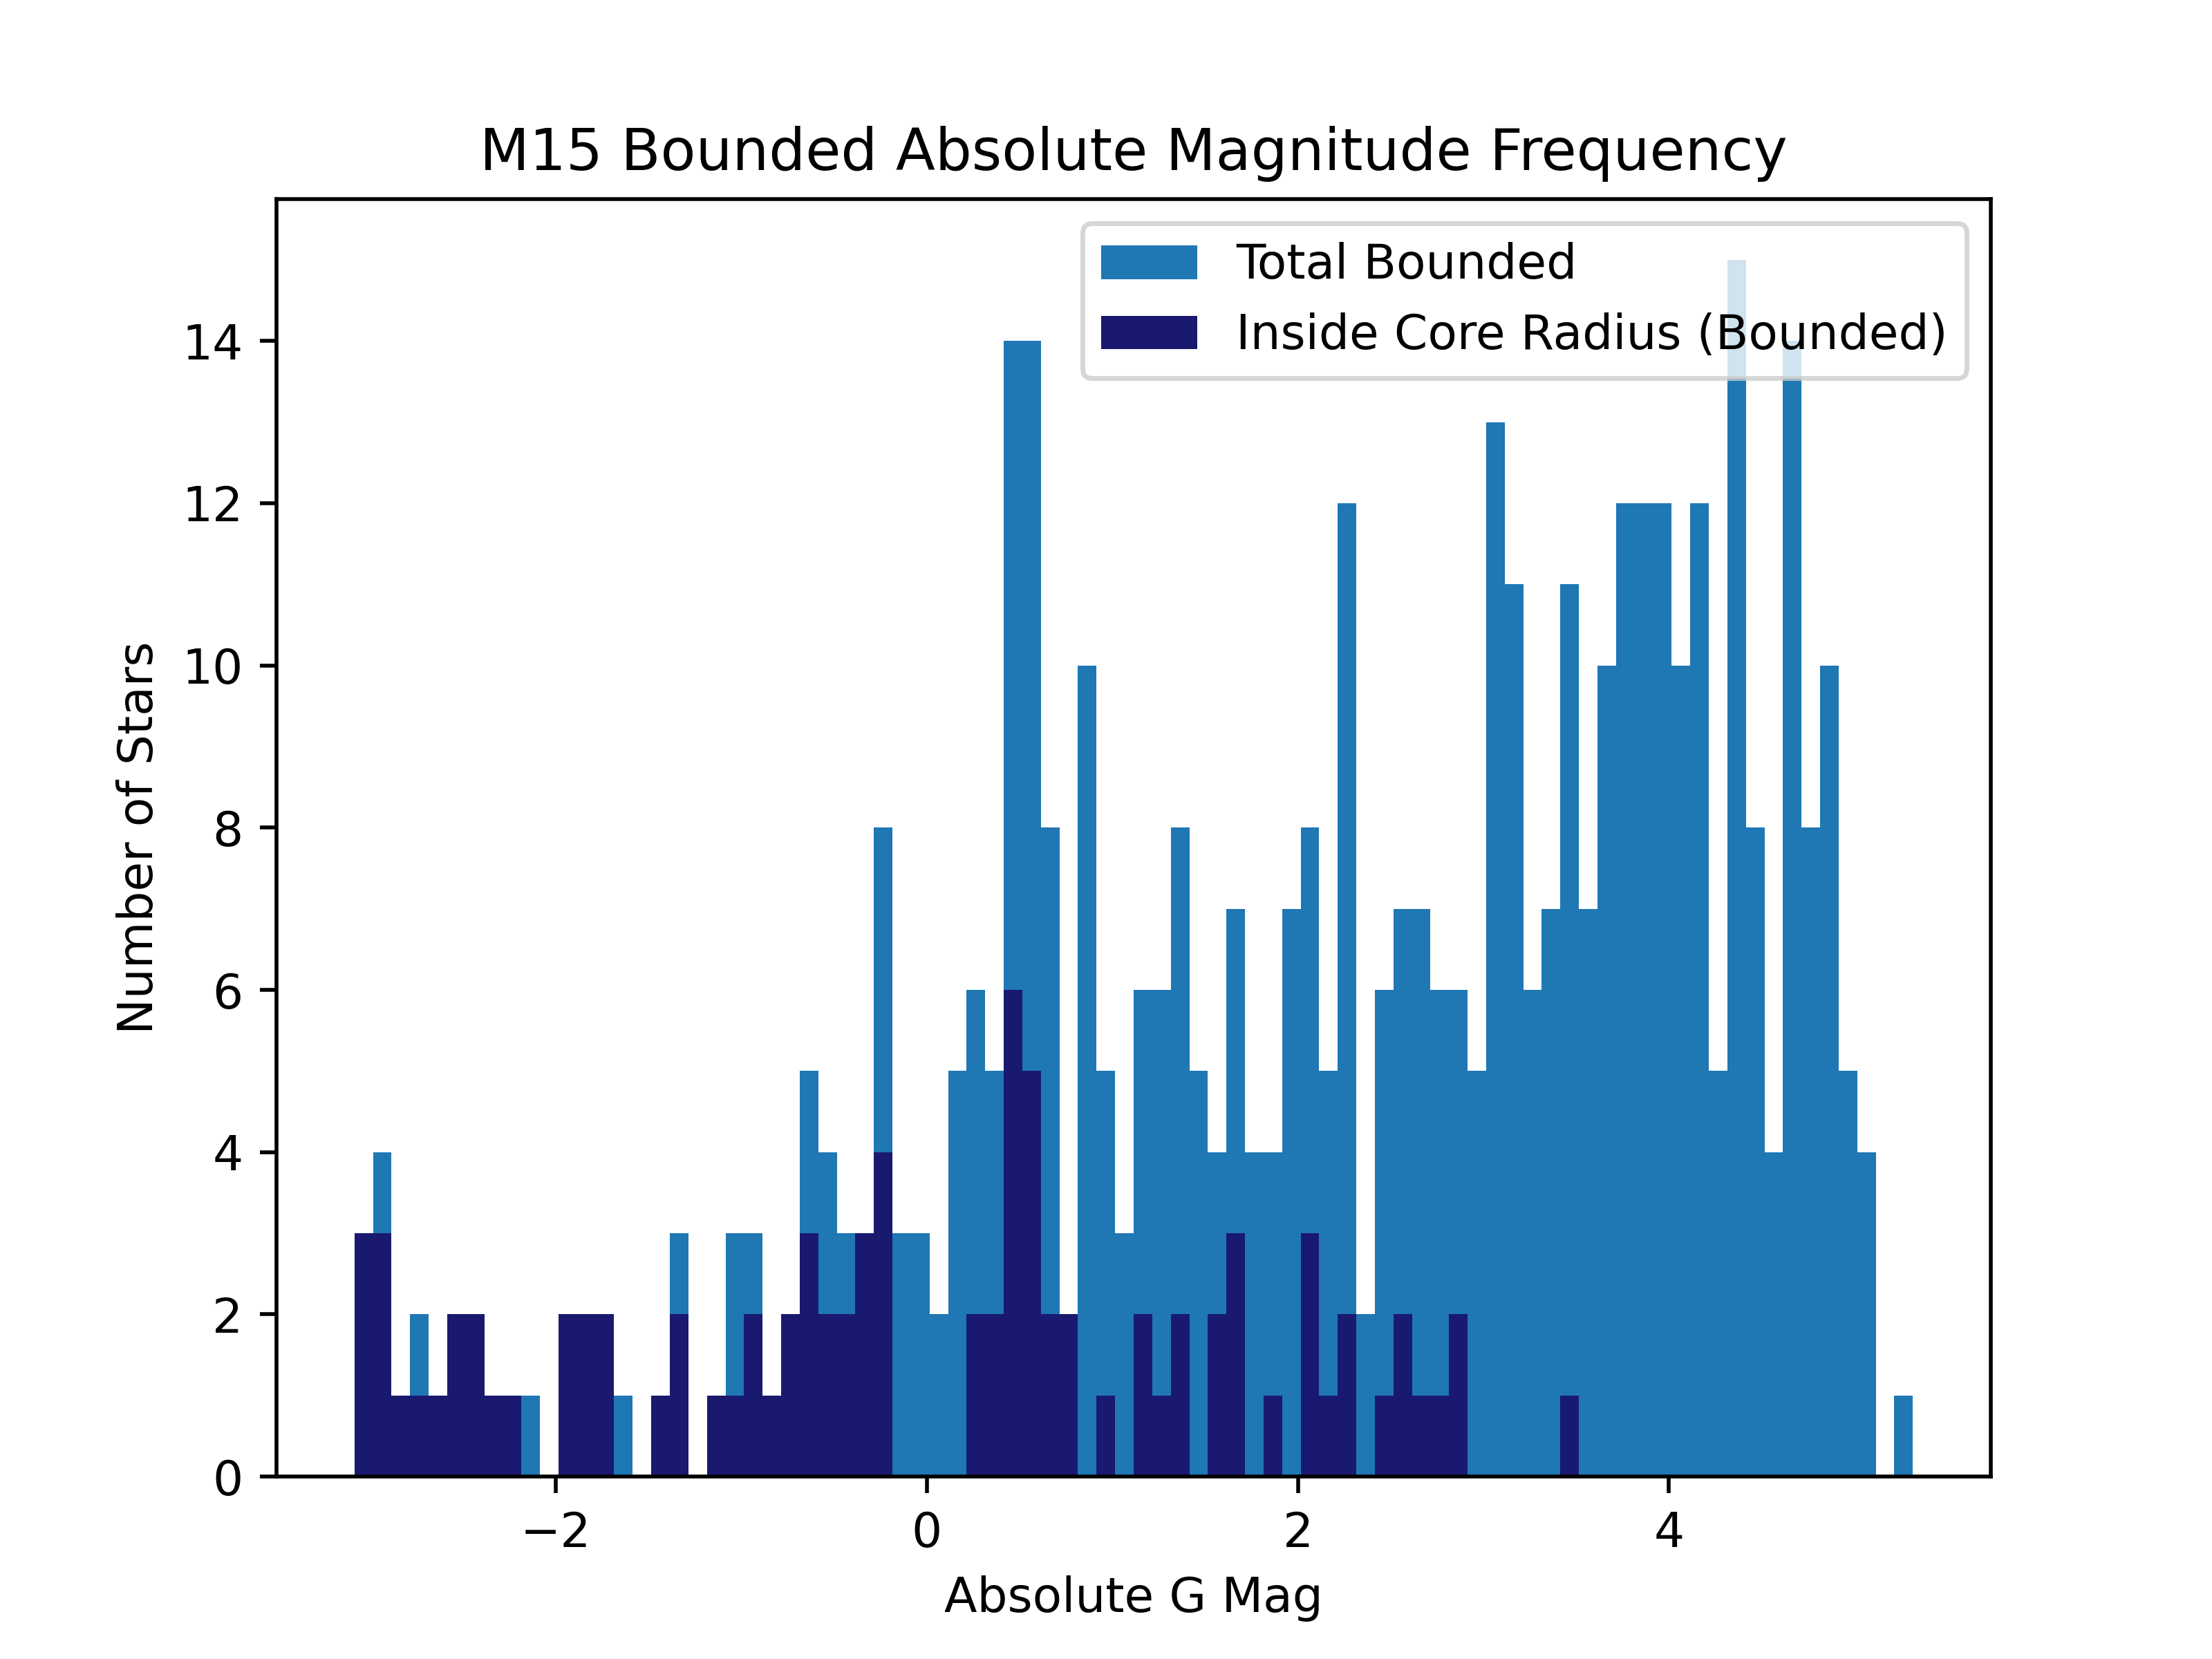 M15 Bounded Absolute Magnitude Frequency
Total Bounded
Inside Core Radius (Bounded)
14
12
10
8
6
4
2
0
Number of Stars
−2 0 2 4
Absolute G Mag